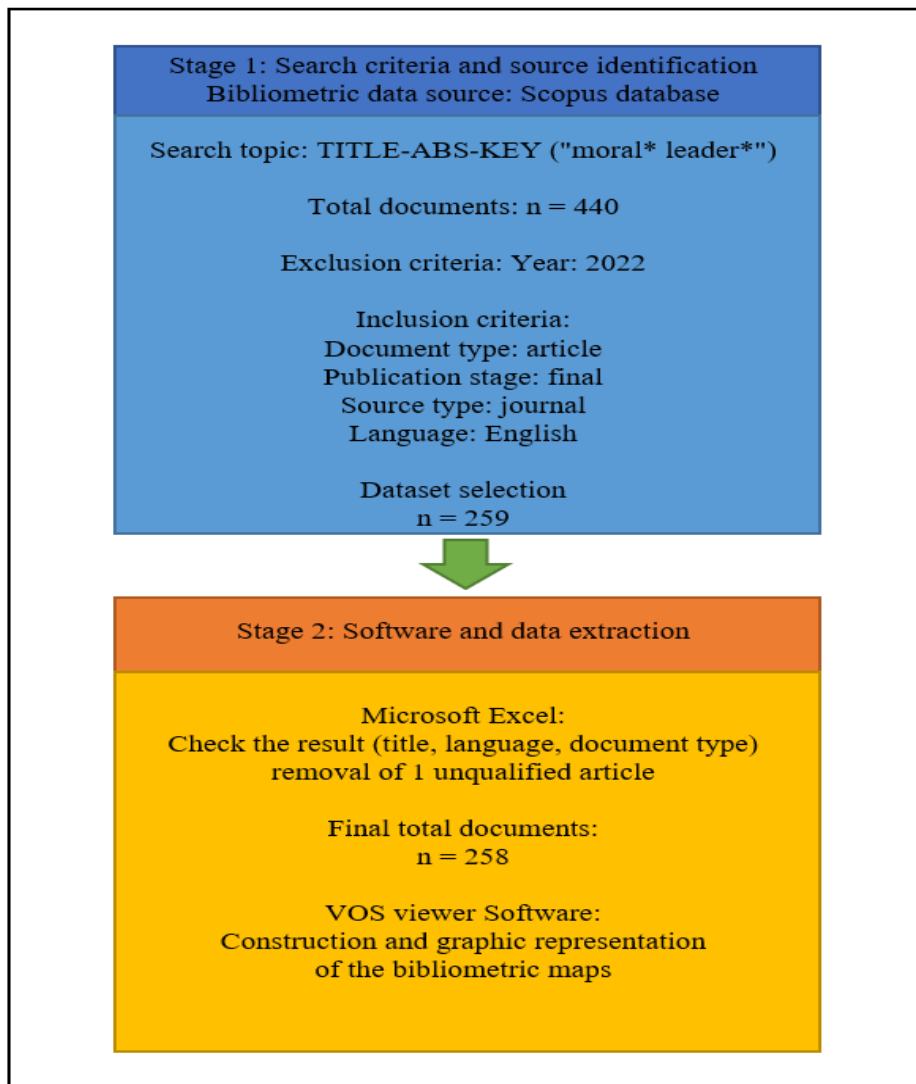 Stage 1: Search criteria and source identification
Bibliometric data source: Scopus database
Search topic: TITLE-ABS-KEY ("moral* leader*")
Total documents: n = 440
Exclusion criteria: Year: 2022
Inclusion criteria:
Document type: article
Publication stage: final
Source type: journal
Language: English
Dataset selection
n = 259
Stage 2: Software and data extraction
Microsoft Excel:
Check the result (title, language, document type)
removal of 1 unqualified article
Final total documents:
n = 258
VOS viewer Software:
Construction and graphic representation
of the bibliometric maps